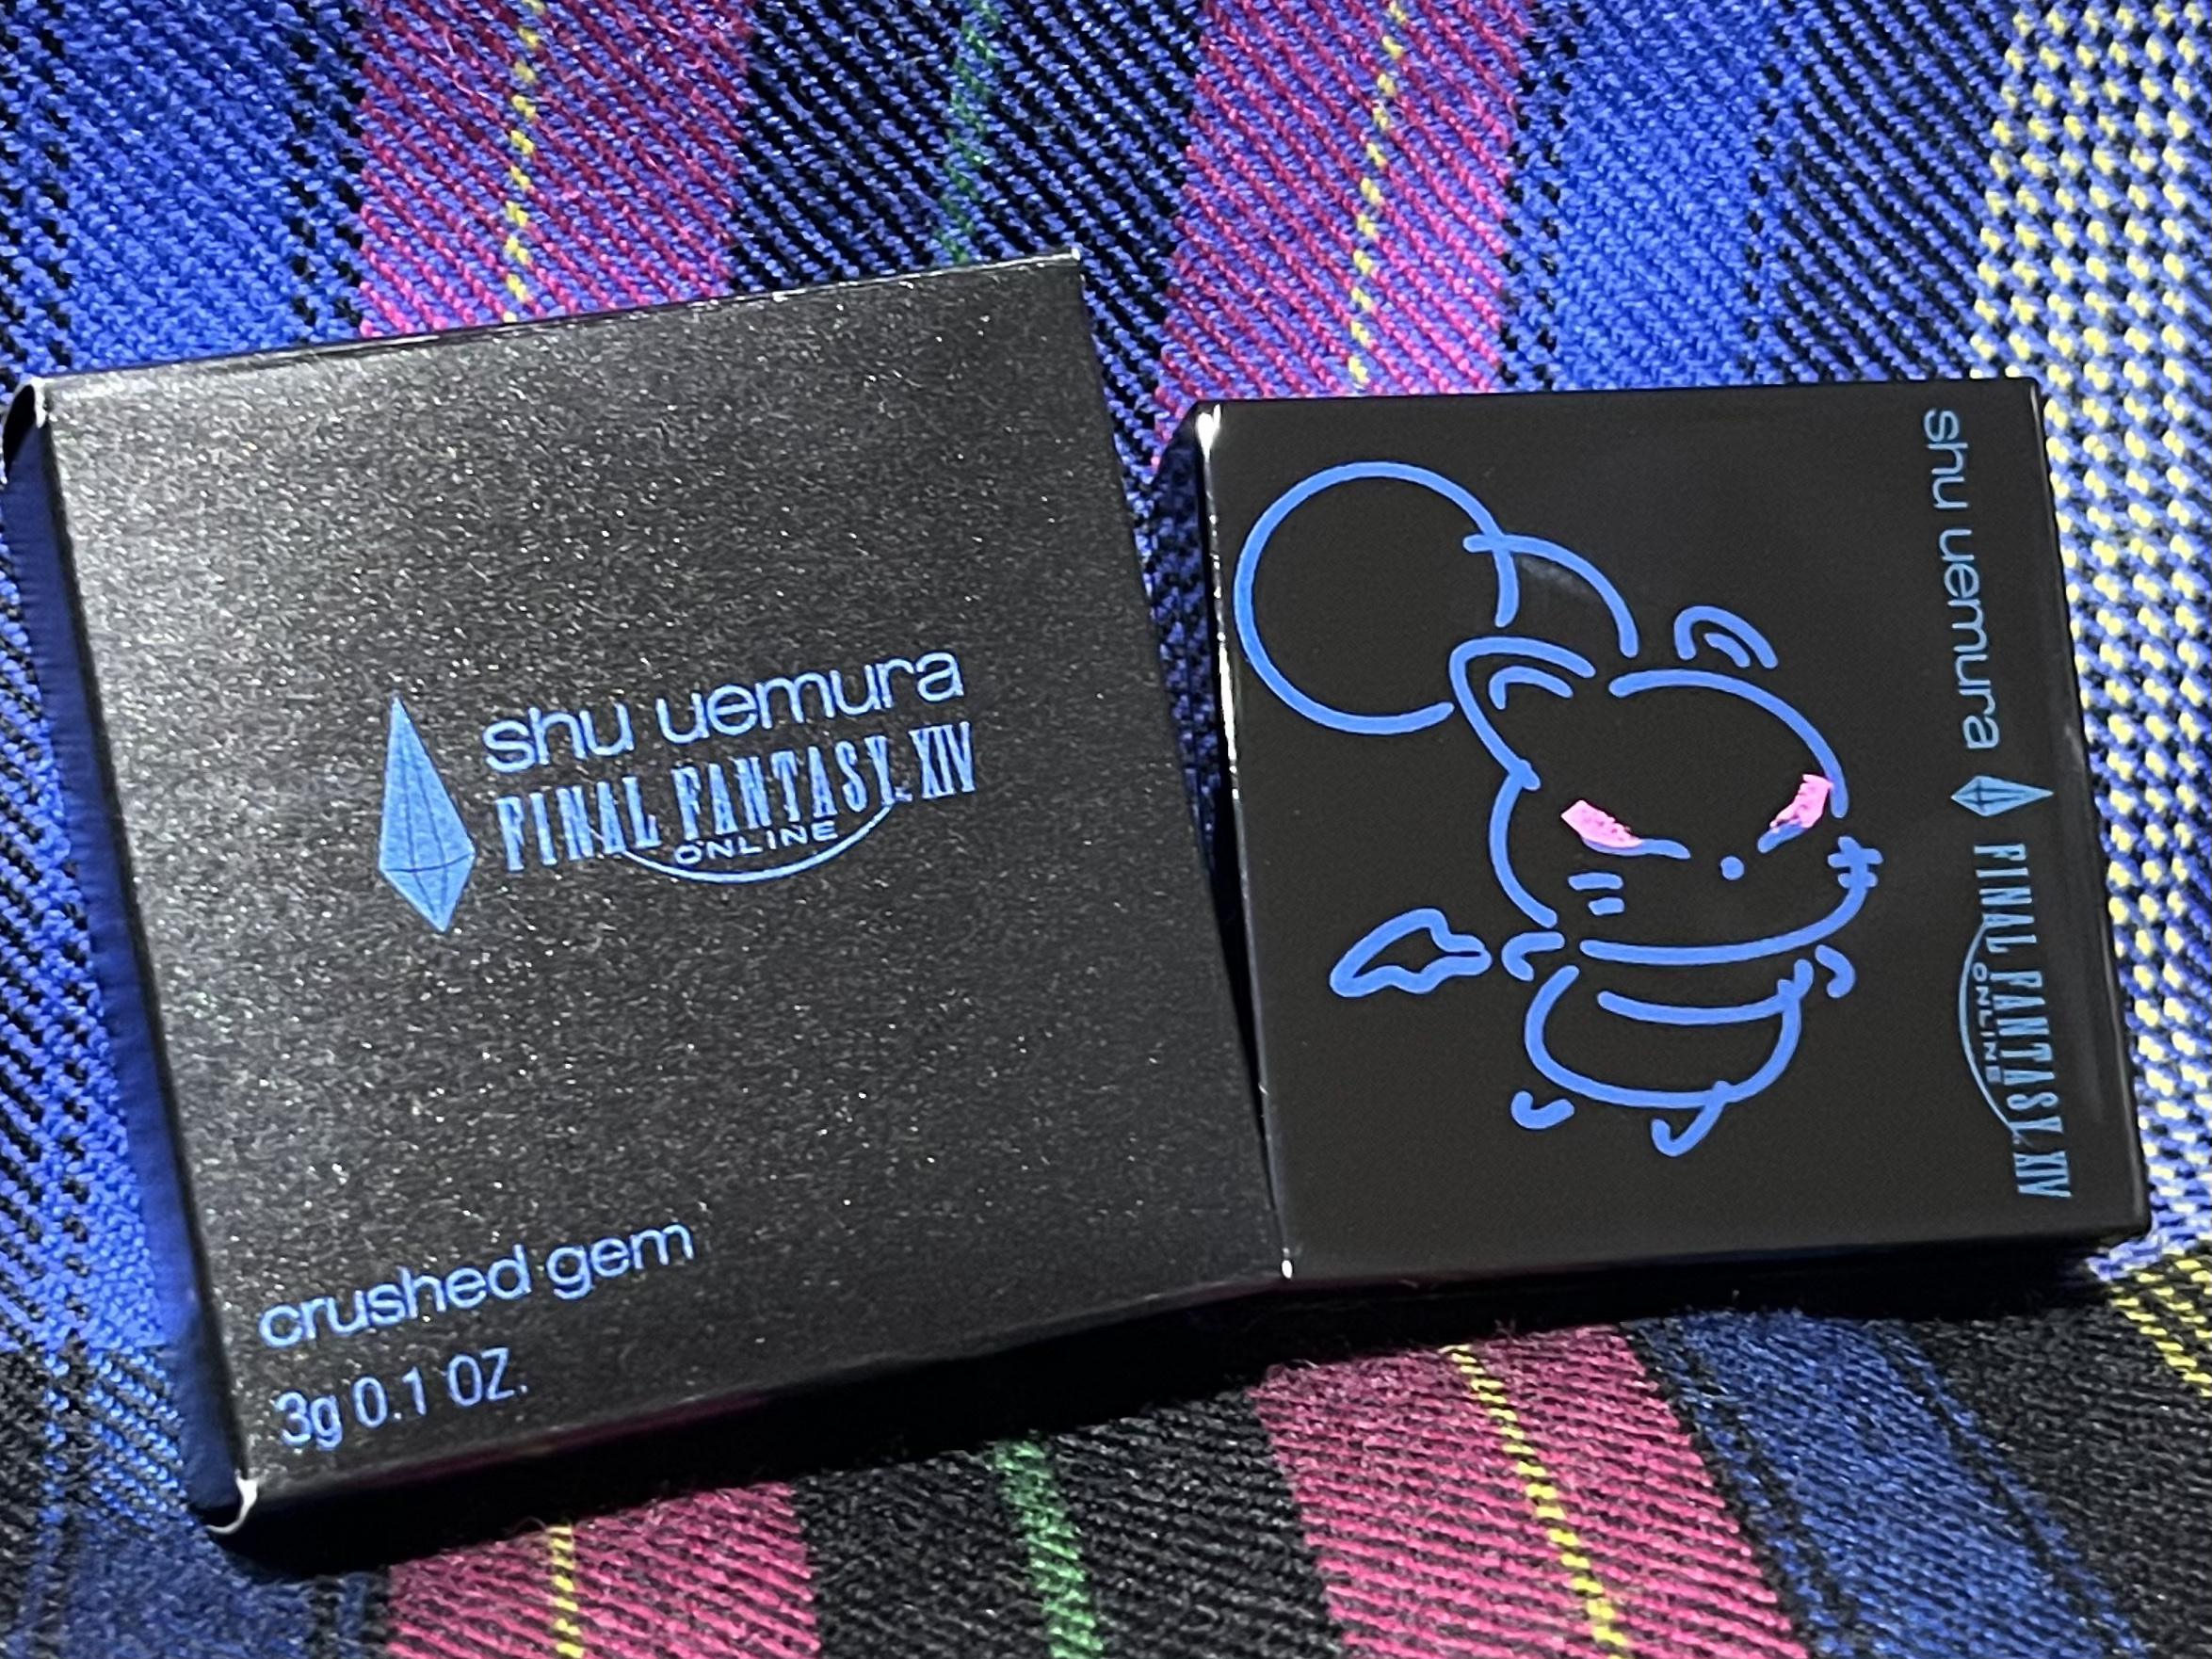 shu uemura
FINAL FANTASY XIV
ONLINE
crushed gem
3g 0.1 OZ.
shu uemura FINAL FANTASY XIV
ONLINE